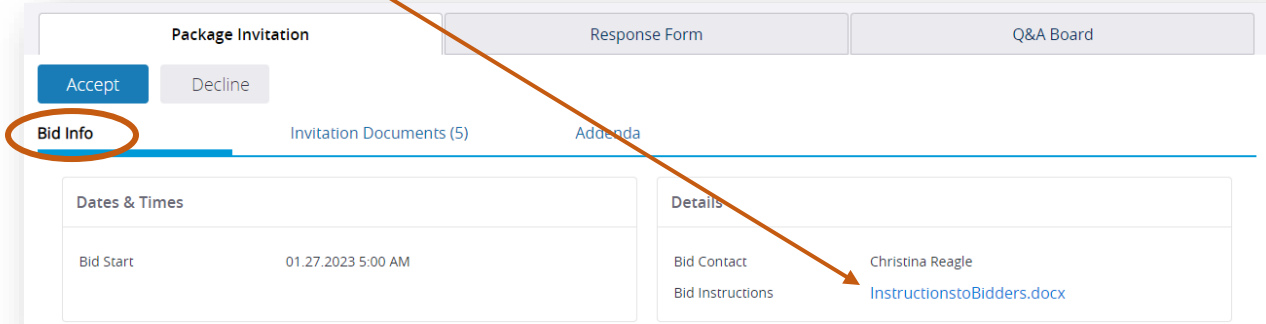 Package Invitation Response Form Q&A Board
Accept Decline
Bid Info Invitation Documents (5) Addenda
Dates & Times Details
Bid Start 01.27.2023 5:00 AM Bid Contact Christina Reagle
Bid Instructions InstructionstoBidders.docx